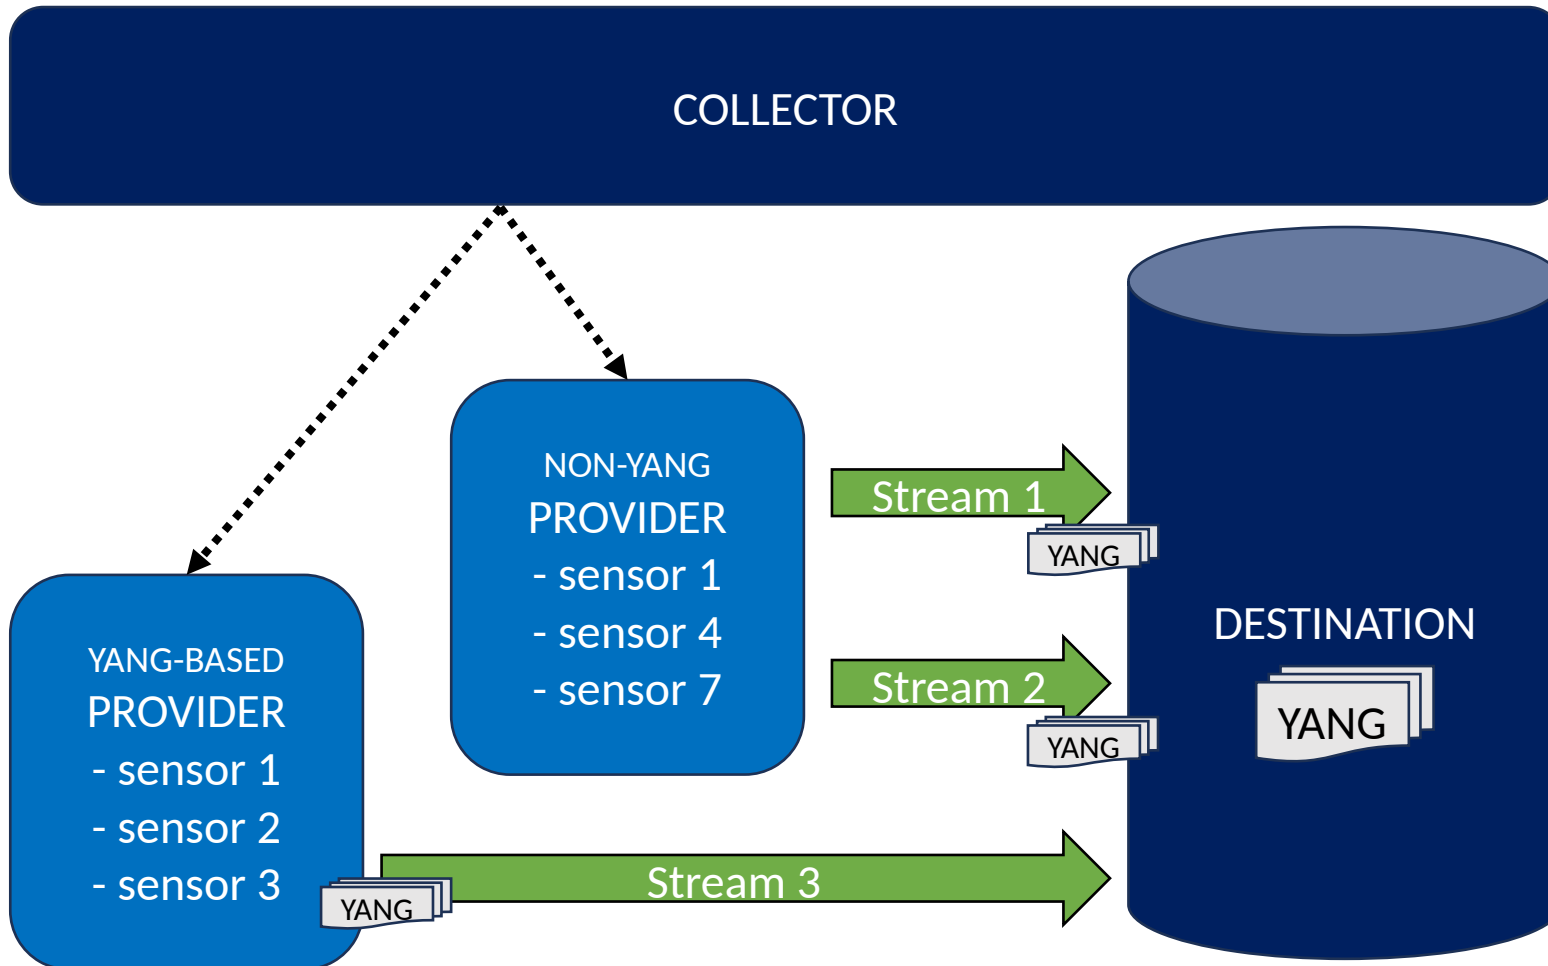 COLLECTOR
NON-YANG
PROVIDER
- sensor 1
- sensor 4
- sensor 7
Stream 1
YANG
Stream 2
YANG
DESTINATION
YANG
YANG-BASED
PROVIDER
- sensor 1
- sensor 2
- sensor 3
YANG
Stream 3